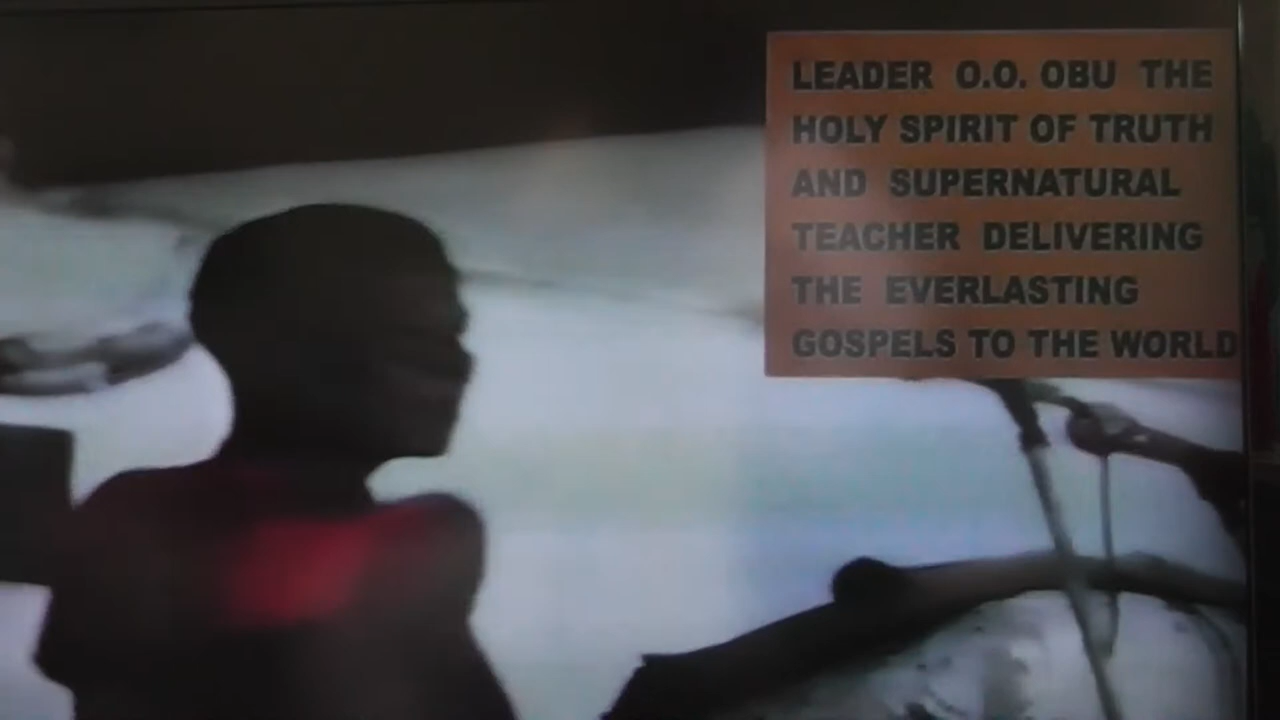 LEADER O.O. OBU THE
HOLY SPIRIT OF TRUTH
AND SUPERNATURAL
TEACHER DELIVERING
THE EVERLASTING
GOSPELS TO THE WORLD